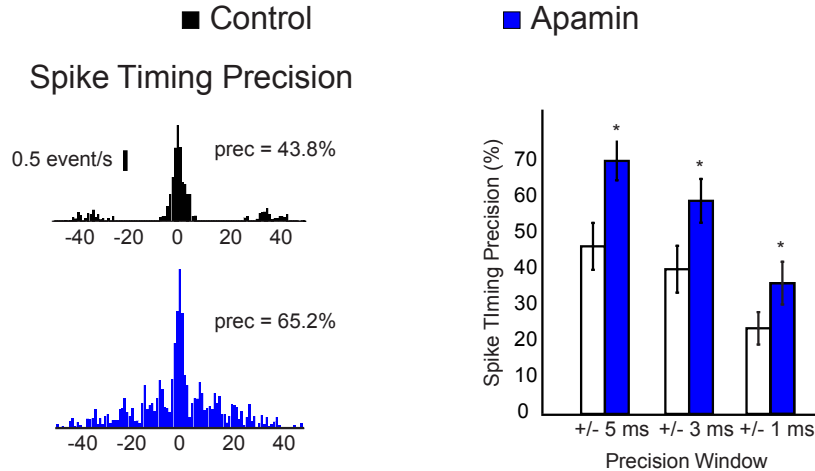 Control
Apamin
Spike Timing Precision
0.5 event/s
prec = 43.8%
-40 -20 0 20 40
prec = 65.2%
-40 -20 0 20 40
Spike TIming Precision (%)
70
60
50
40
30
20
10
0
*
*
*
+/- 5 ms +/- 3 ms +/- 1 ms
Precision Window